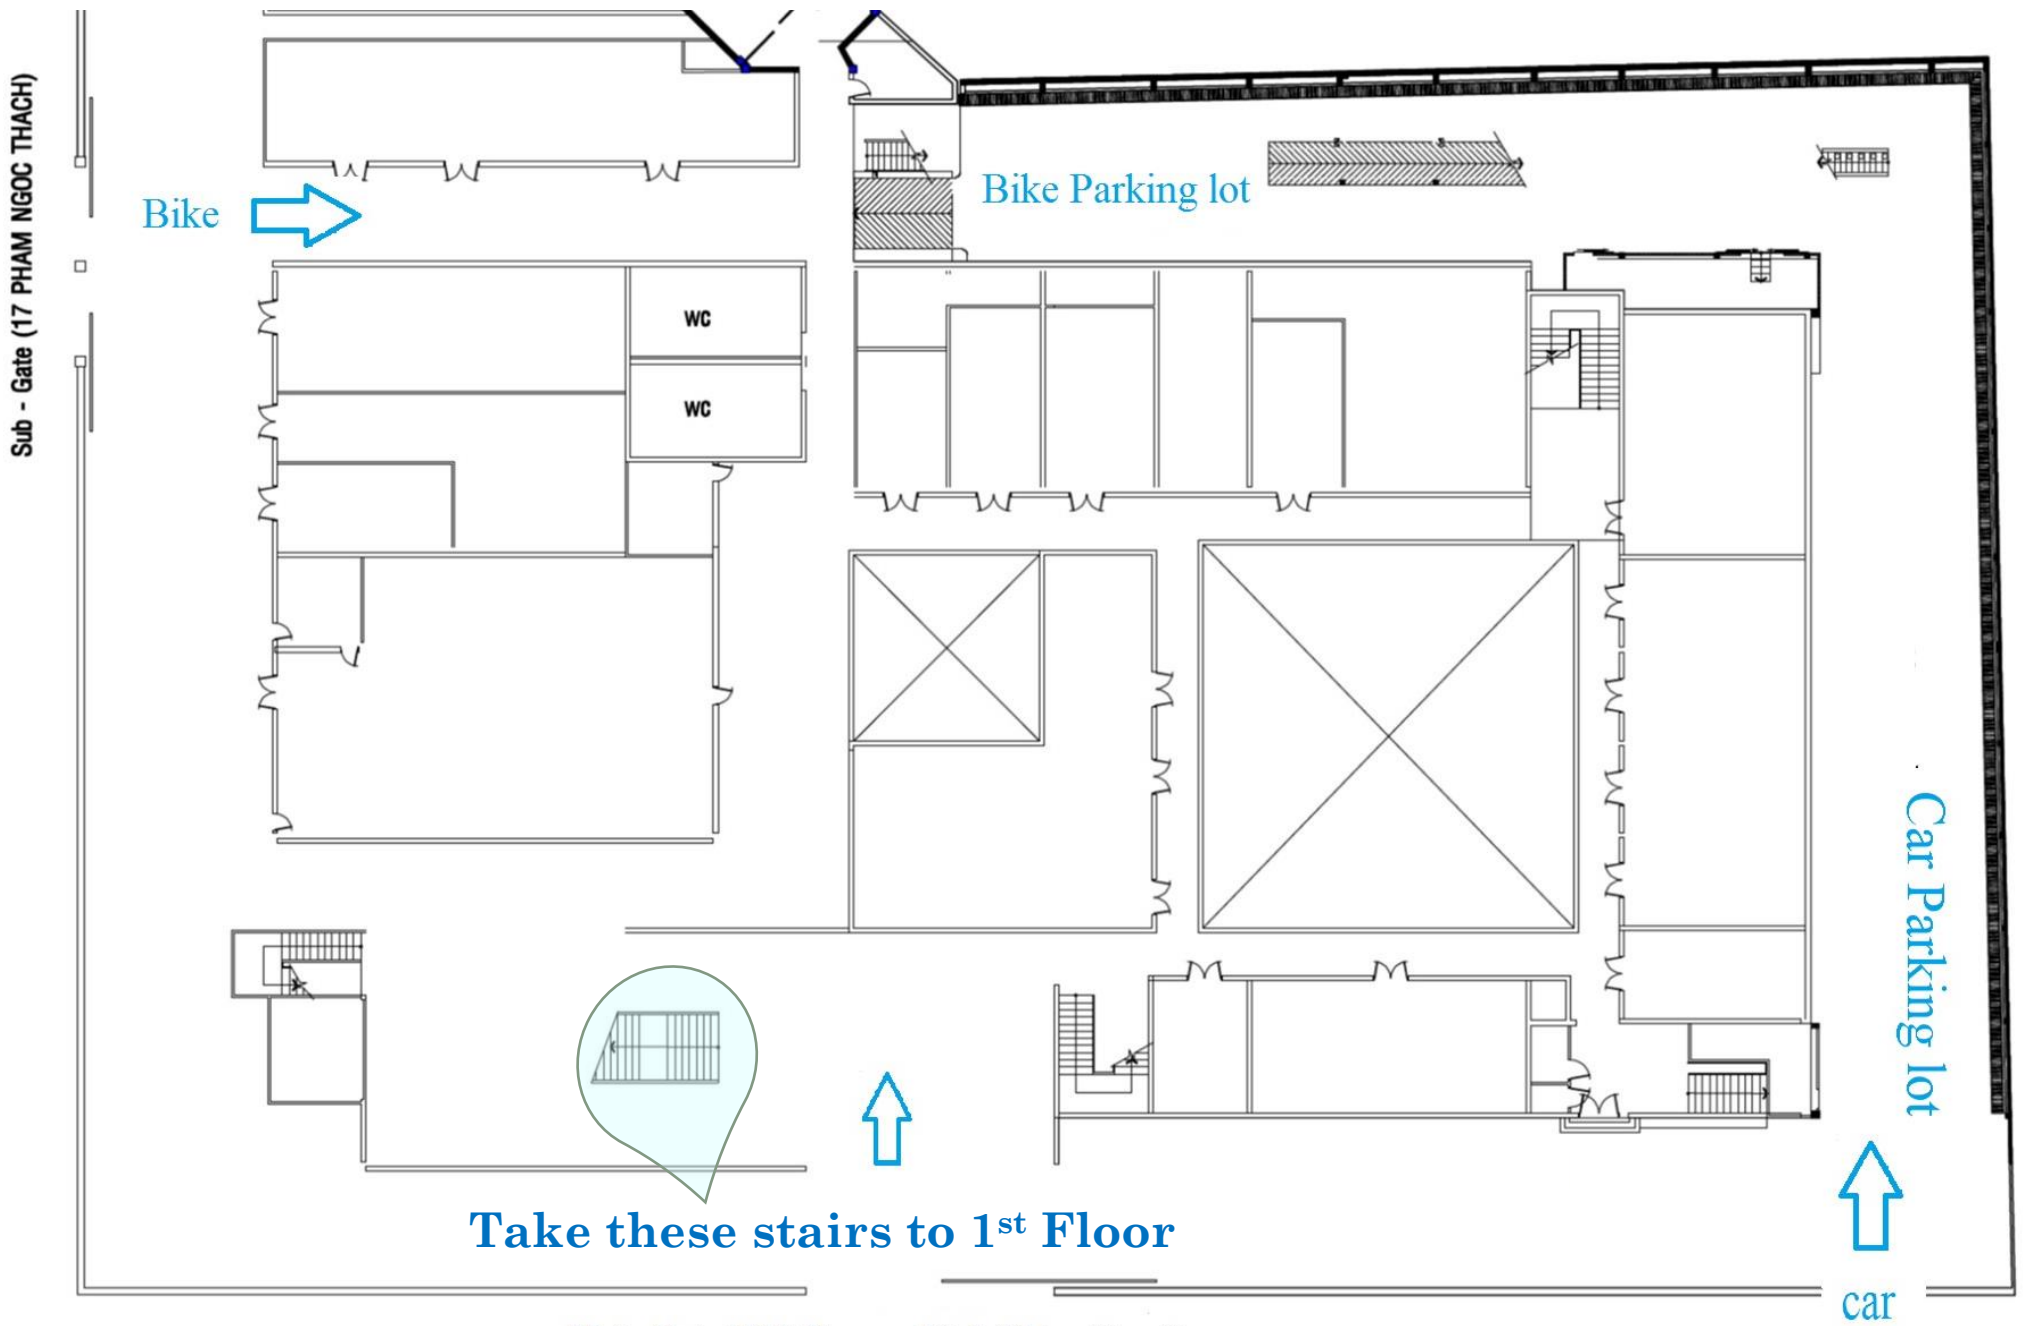 Sub - Gate (17 PHAM NGOC THACH)
Bike
Bike Parking lot
WC
WC
Car Parking lot
Take these stairs to 1st Floor
car